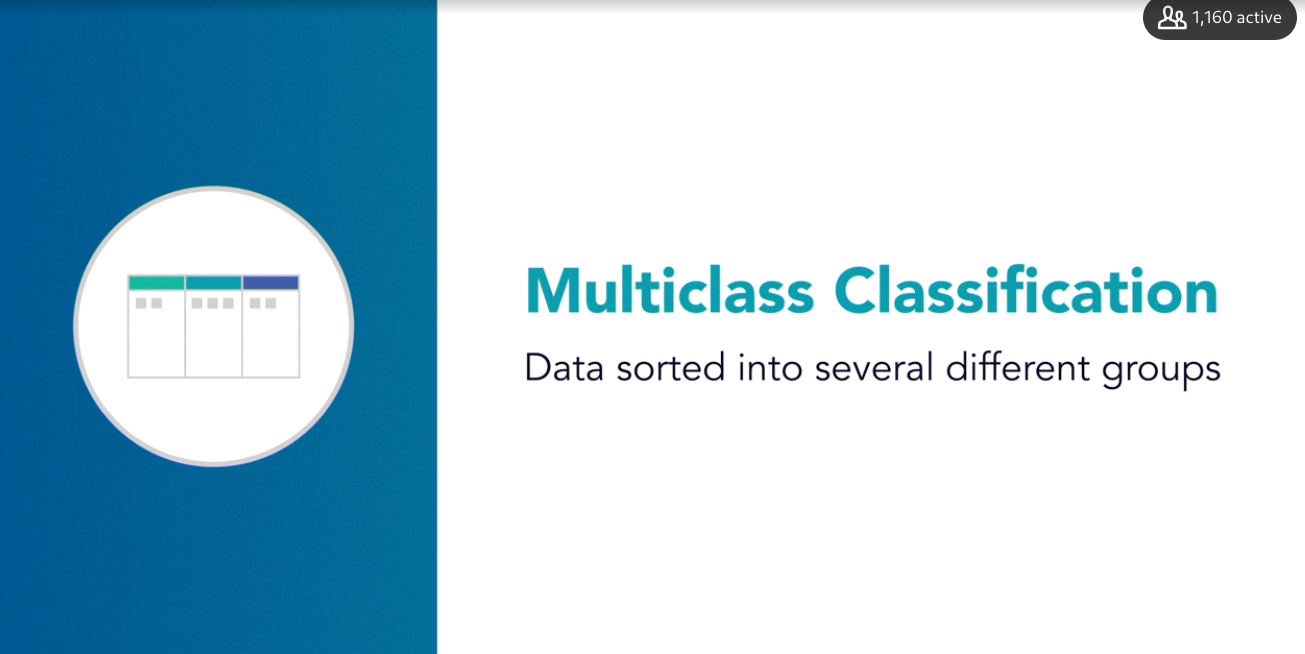 1,160 active
Multiclass Classification
Data sorted into several different groups